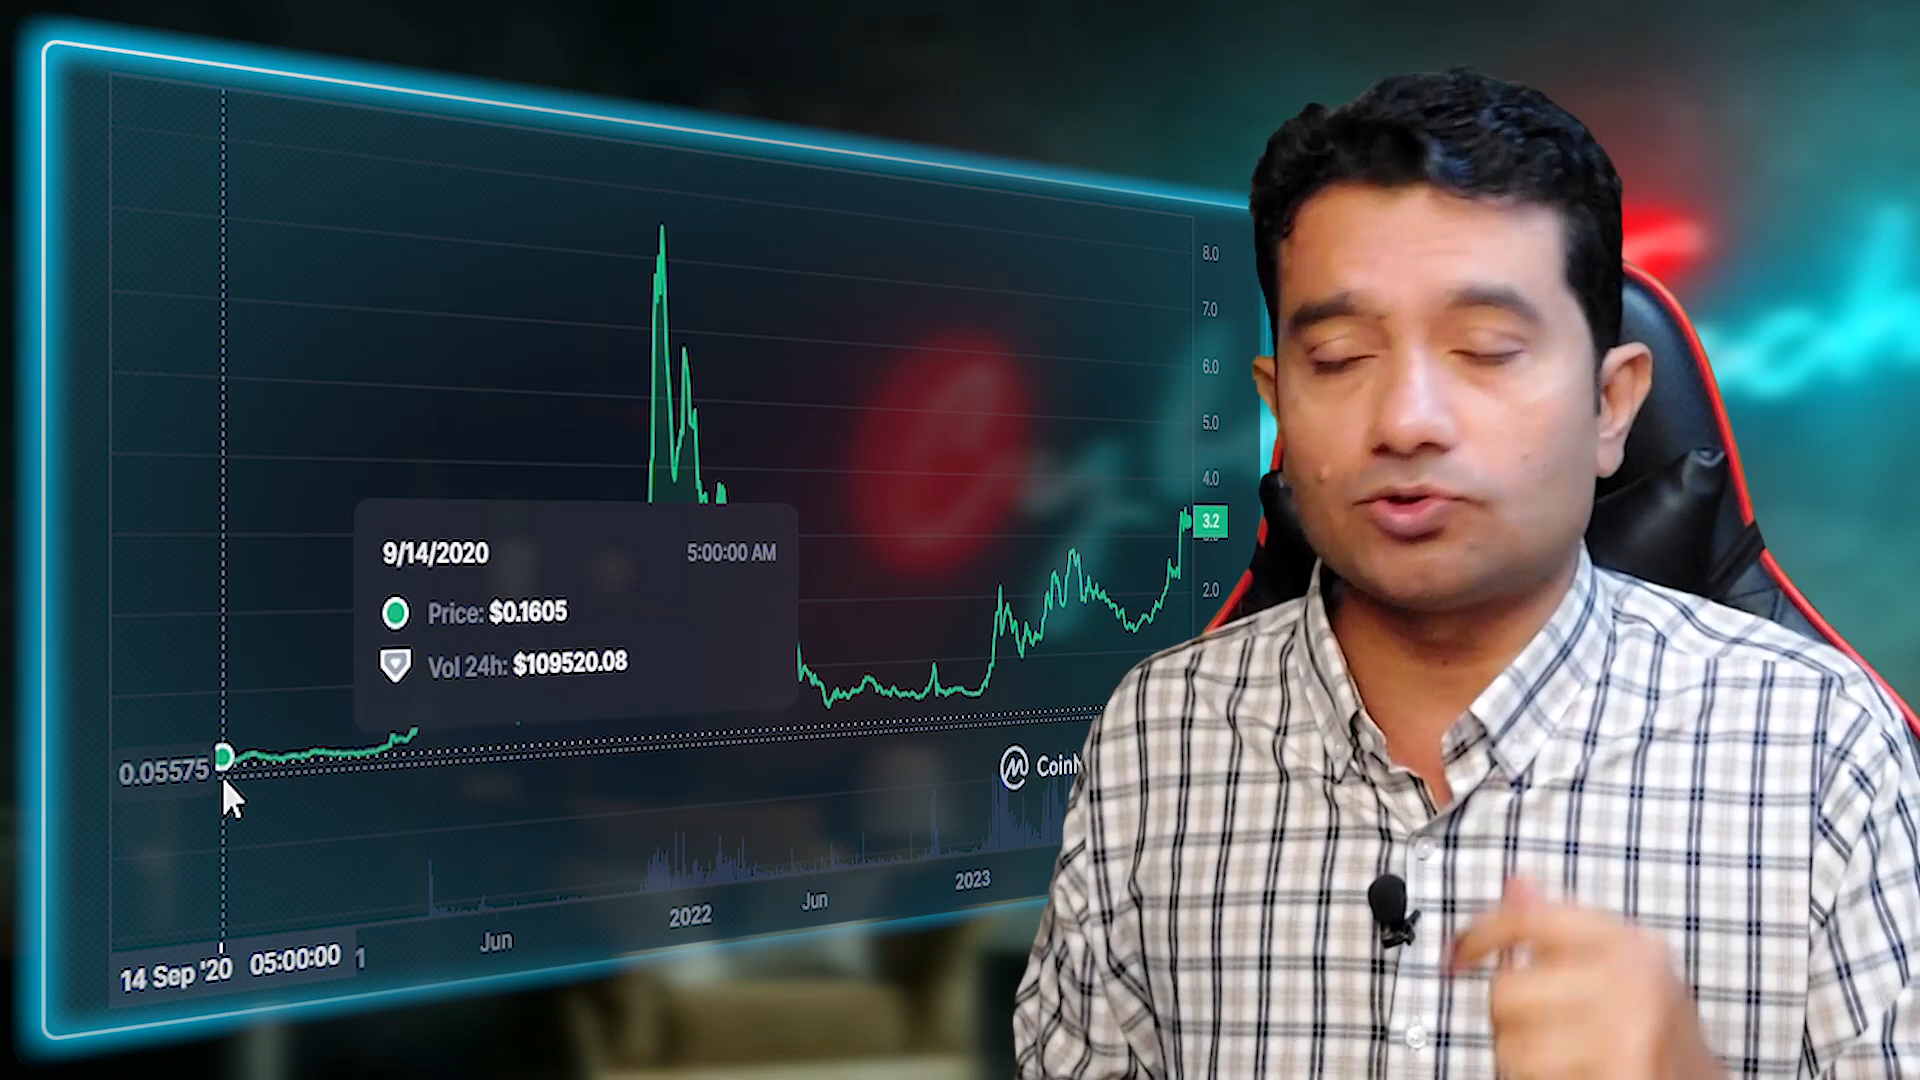 8.0
7.0
6.0
5.0
4.0
3.2
2.0
9/14/2020 5:00:00 AM
Price: $0.1605
Vol 24h: $109520.08
0.05575
2023
2022
Jun
Jun
14 Sep '20 05:00:00